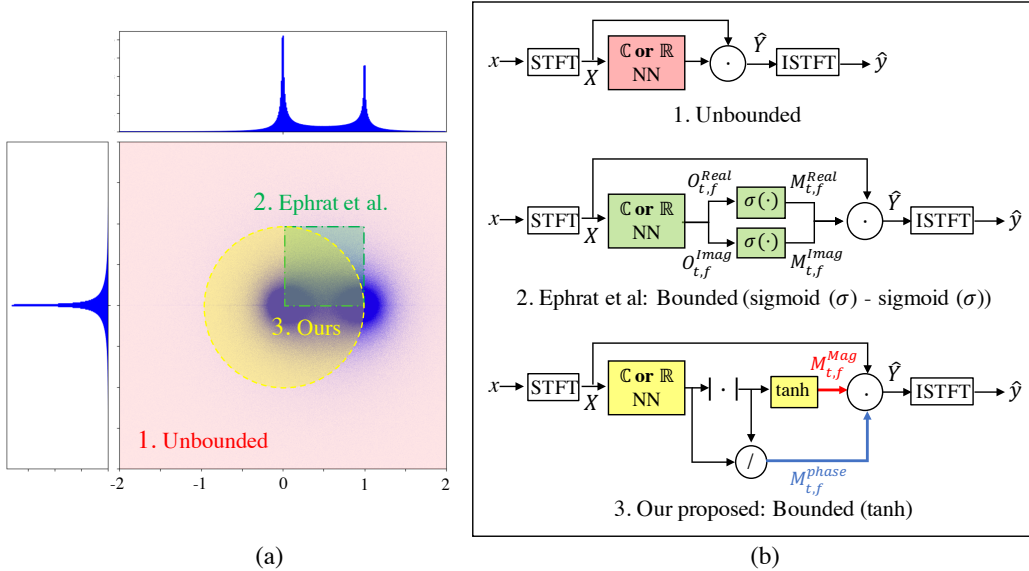 2. Ephrat et al.
3. Ours
1. Unbounded
-2 -1 0 1 2
(a)
x STFT X ℂ or ℝ NN · Ŷ ISTFT ŷ
1. Unbounded
x STFT X ℂ or ℝ NN O_{t,f}^{Real} σ(·) M_{t,f}^{Real} O_{t,f}^{Imag} σ(·) M_{t,f}^{Imag} · Ŷ ISTFT ŷ
2. Ephrat et al: Bounded (sigmoid (σ) - sigmoid (σ))
x STFT X ℂ or ℝ NN | · | tanh M_{t,f}^{Mag} · Ŷ ISTFT ŷ
/ M_{t,f}^{phase}
3. Our proposed: Bounded (tanh)
(b)